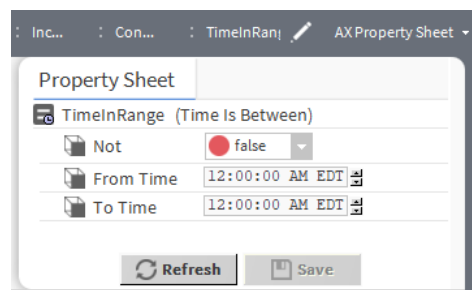 : Inc... : Con... : TimeInRan AX Property Sheet
Property Sheet
TimeInRange (Time Is Between)
Not false
From Time 12:00:00 AM EDT
To Time 12:00:00 AM EDT
Refresh Save